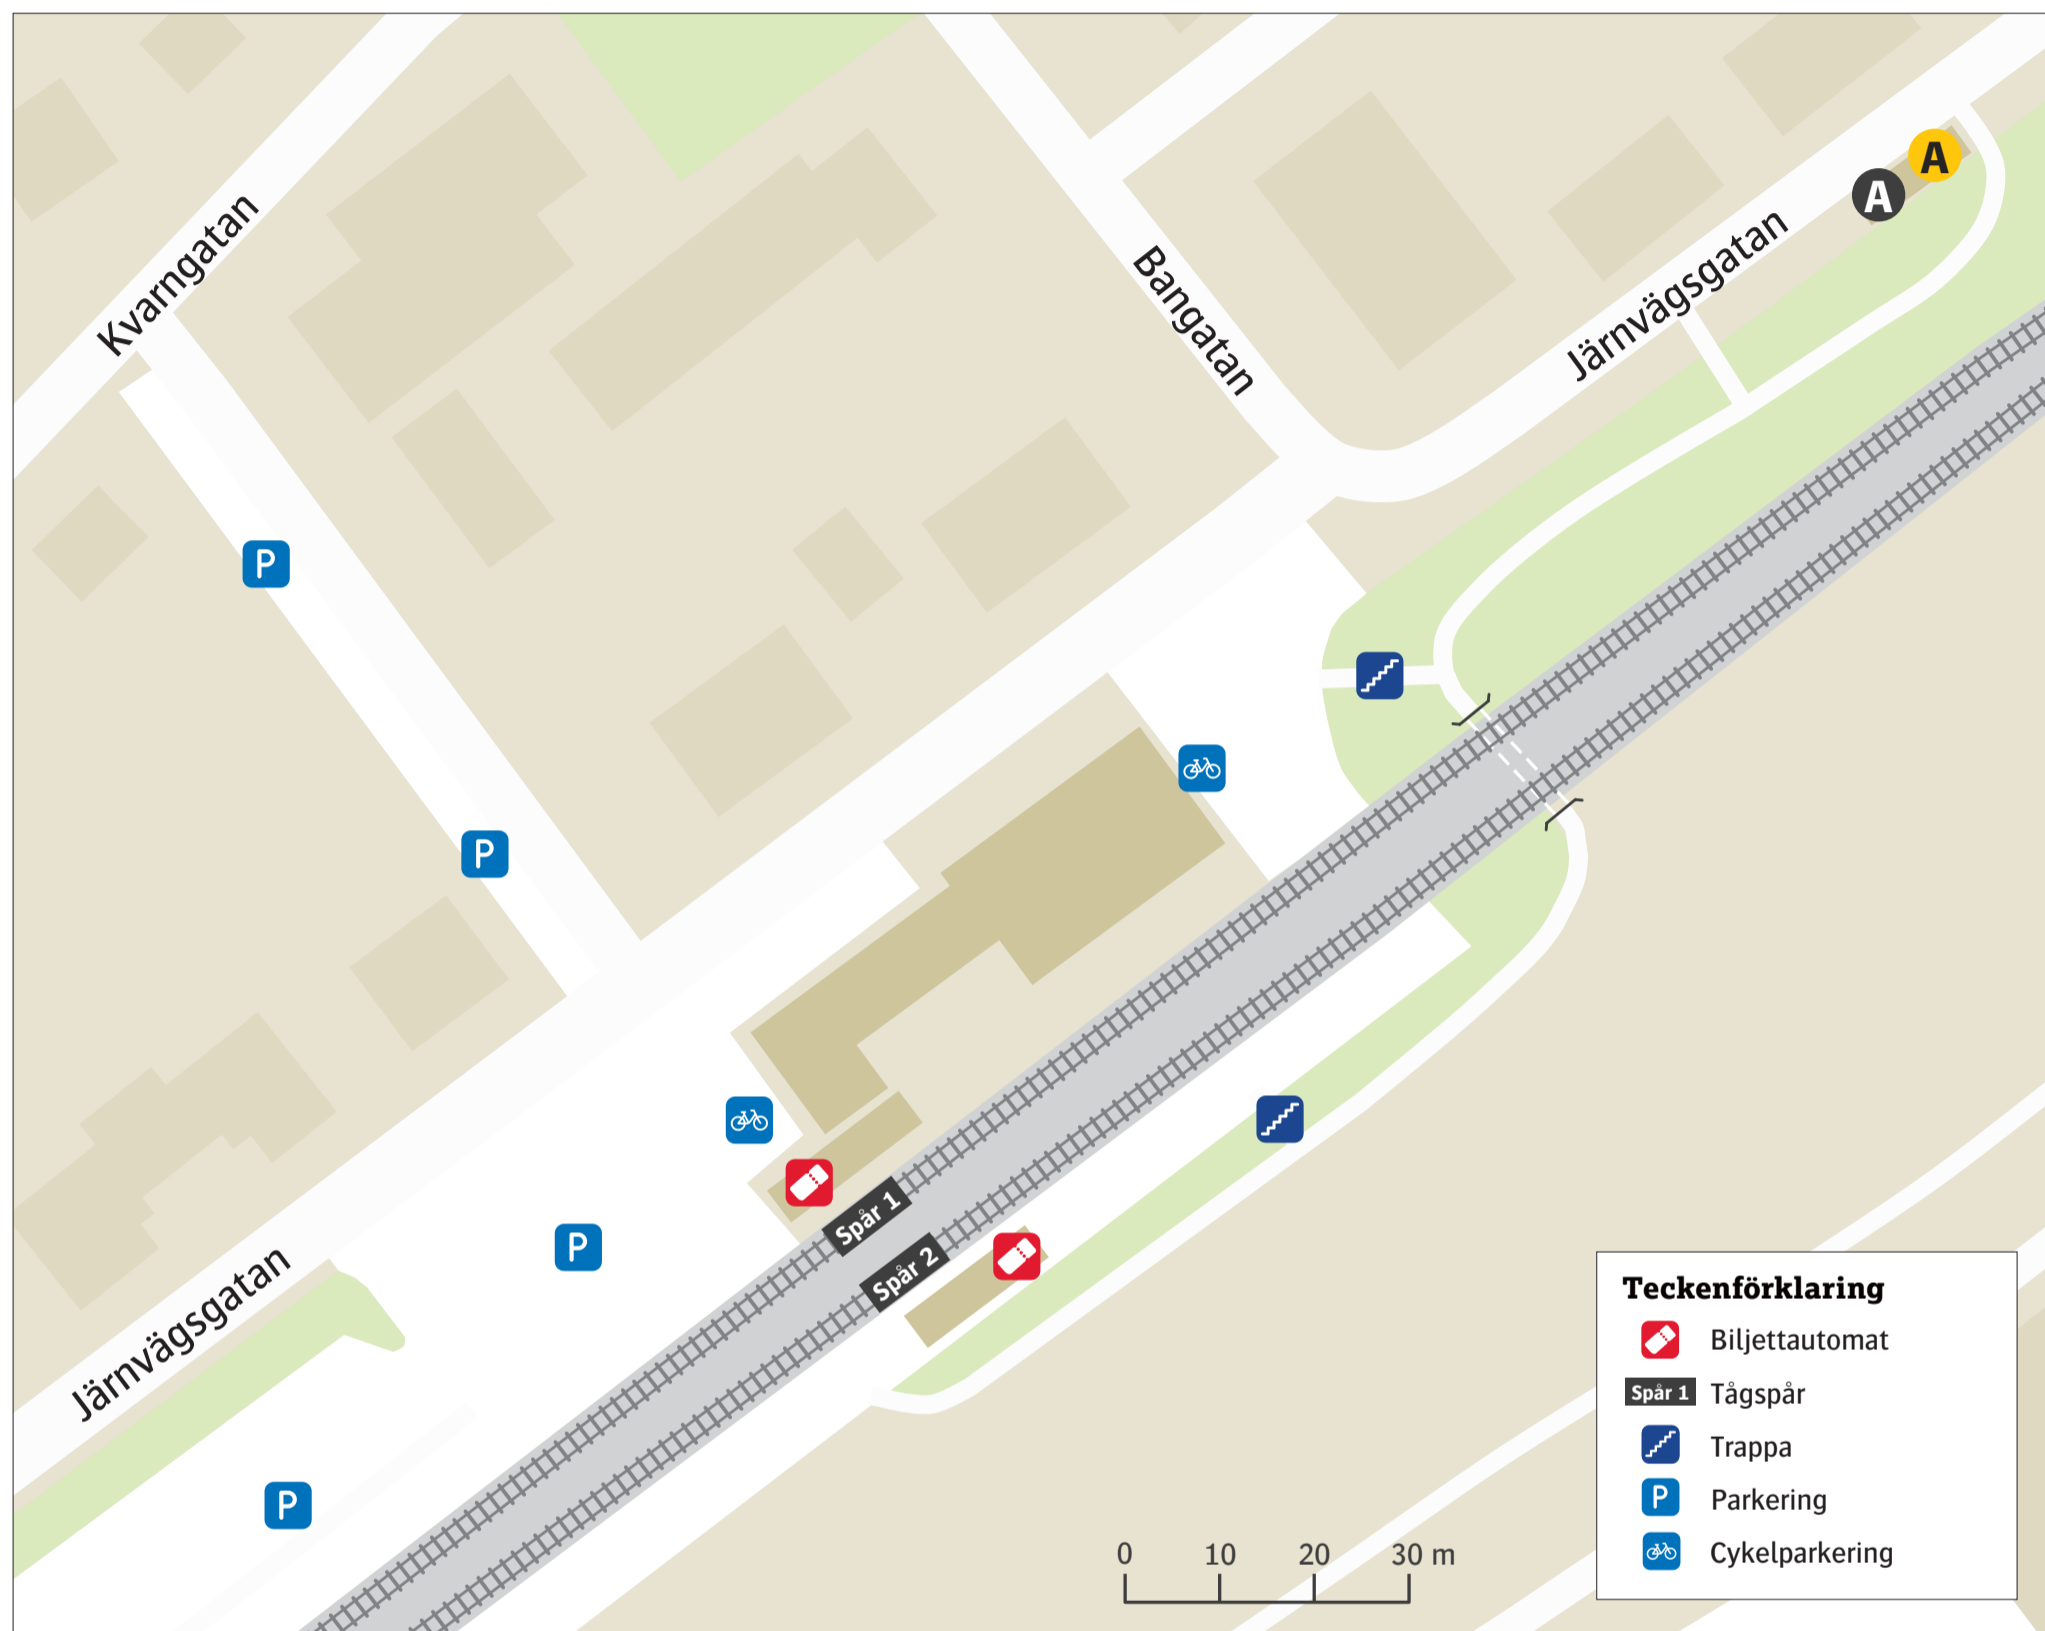 A
A
Kvarngatan
Bangatan
Järnvägsgatan
P
P
Spår 1
Spår 2
P
Järnvägsgatan
P
0 10 20 30 m
Teckenförklaring
Biljettautomat
Spår 1 Tågspår
Trappa
P Parkering
Cykelparkering